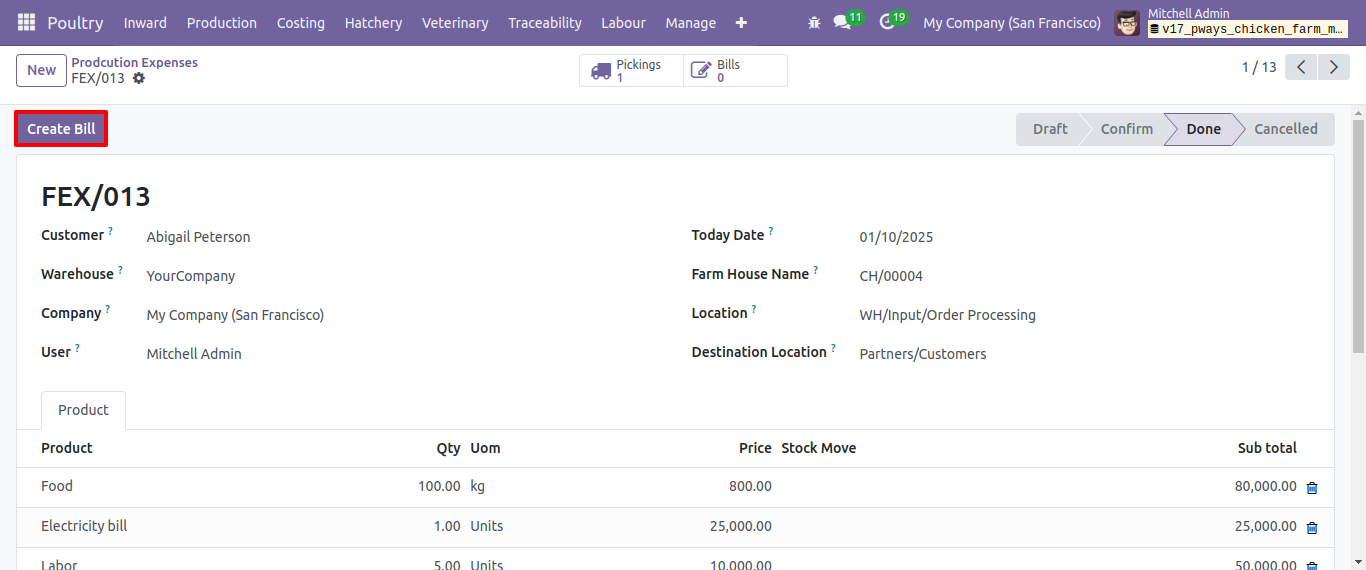 Poultry Inward Production Costing Hatchery Veterinary Traceability Labour Manage 11 19 My Company (San Francisco) Mitchell Admin
v17_pways_chicken_farm_m...
New Prodcution Expenses Pickings Bills
FEX/013 1 0 1 / 13
Create Bill Draft Confirm Done Cancelled
FEX/013
Customer ? Abigail Peterson Today Date ? 01/10/2025
Warehouse ? YourCompany Farm House Name ? CH/00004
Company ? My Company (San Francisco) Location ? WH/Input/Order Processing
User ? Mitchell Admin Destination Location ? Partners/Customers
Product
Product Qty Uom Price Stock Move Sub total
Food 100.00 kg 800.00 80,000.00
Electricity bill 1.00 Units 25,000.00 25,000.00
Labor 5.00 Units 10,000.00 50,000.00